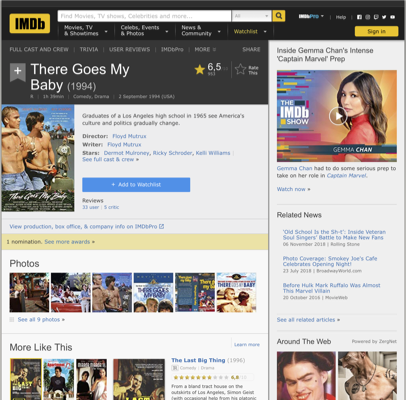 IMDb
Find Movies, TV shows, Celebrities and more...
All
IMDbPro
Help
Movies, TV & Showtimes
Celebs, Events & Photos
News & Community
Watchlist
Sign in
FULL CAST AND CREW | TRIVIA | USER REVIEWS | IMDbPro | MORE
SHARE
There Goes My
Baby (1994)
6,5
Rate This
R | 1h 39min | Comedy, Drama | 2 September 1994 (USA)
Graduates of a Los Angeles high school in 1965 see America's
culture and politics gradually change.
Director: Floyd Mutrux
Writer: Floyd Mutrux
Stars: Dermot Mulroney, Ricky Schroder, Kelli Williams |
See full cast & crew »
+ Add to Watchlist
Reviews
33 user | 5 critic
View production, box office, & company info on IMDbPro
1 nomination. See more awards »
Photos
See all 9 photos »
More Like This
Learn more
The Last Big Thing (1996)
Comedy | Drama
From a bland tract house on the
outskirts of Los Angeles, Simon Geist
(with occasional help from his platonic
Inside Gemma Chan's Intense
'Captain Marvel' Prep
THE IMDb SHOW
GEMMA CHAN
Gemma Chan had to do some serious prep to
take on her role in Captain Marvel.
Watch now »
Related News
'Old School Is the Sh-t': Inside Veteran
Soul Singers' Battle to Make New Fans
06 November 2018 | Rolling Stone
Photo Coverage: Smokey Joe's Cafe
Celebrates Opening Night!
23 July 2018 | BroadwayWorld.com
Before Hulk Mark Ruffalo Was Almost
This Marvel Villain
20 October 2016 | MovieWeb
See all related articles »
Around The Web
Powered by ZergNet